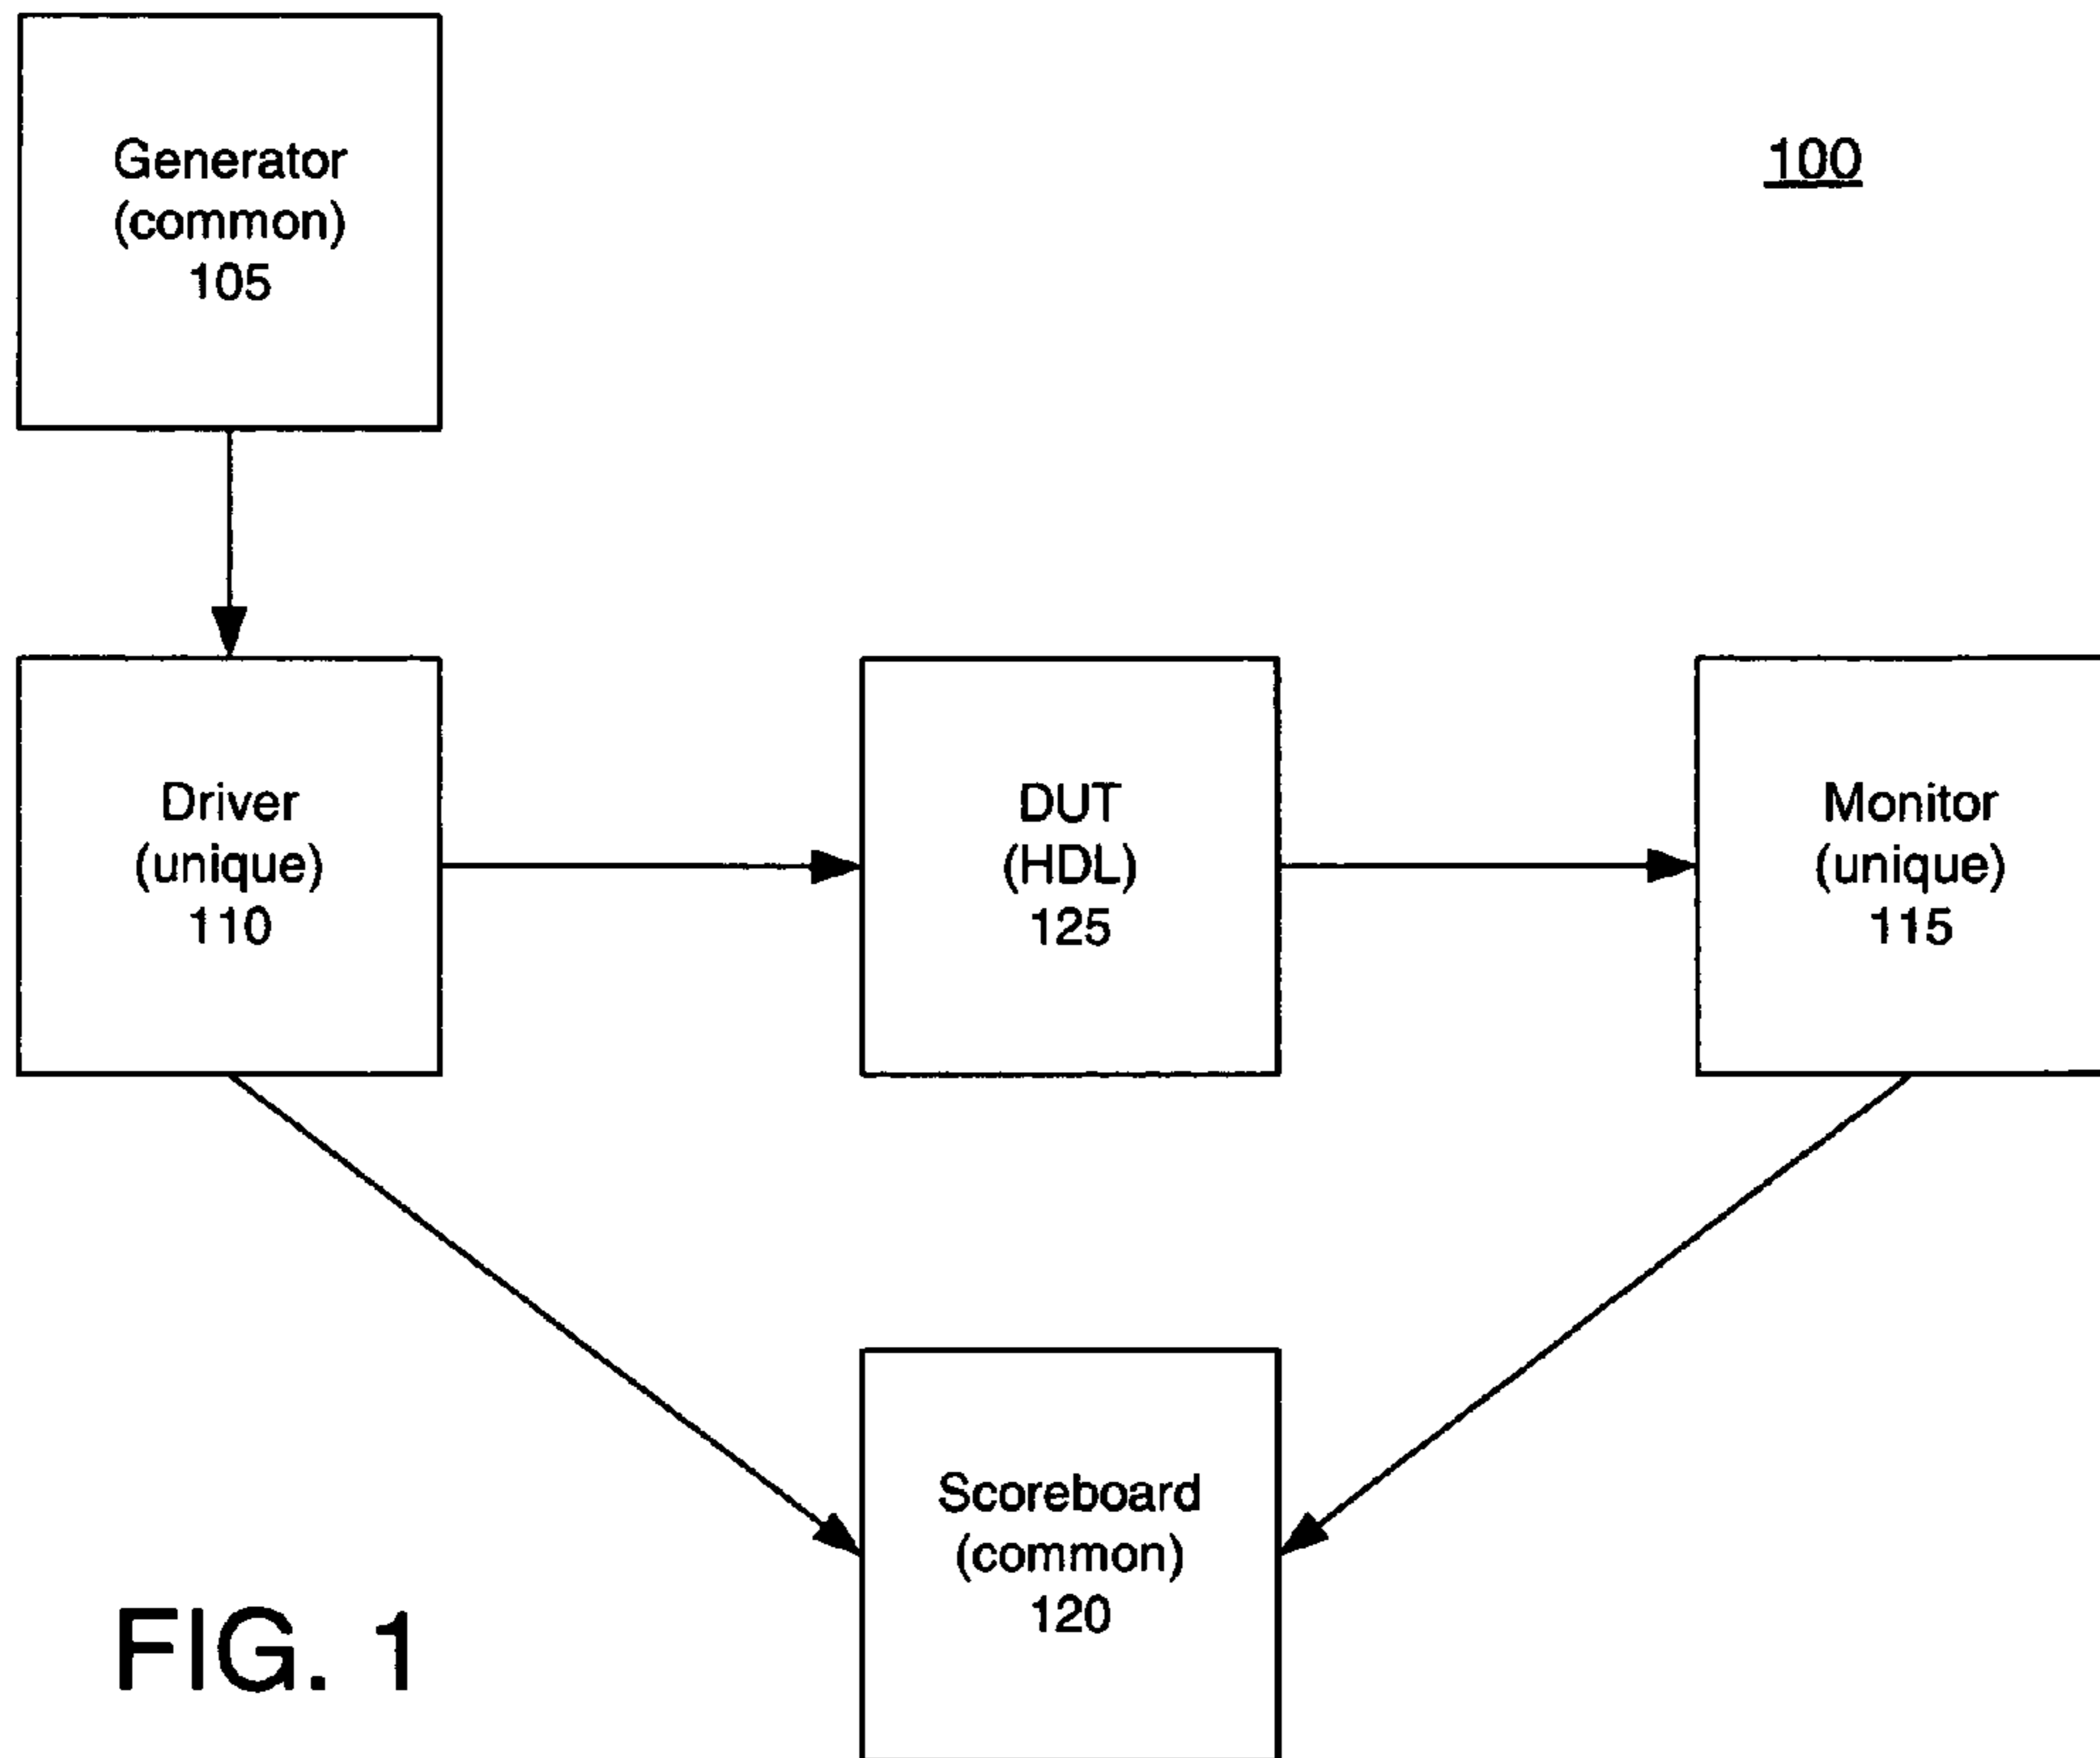 Generator
(common)
105
100
Driver
(unique)
110
DUT
(HDL)
125
Monitor
(unique)
115
Scoreboard
(common)
120
FIG. 1